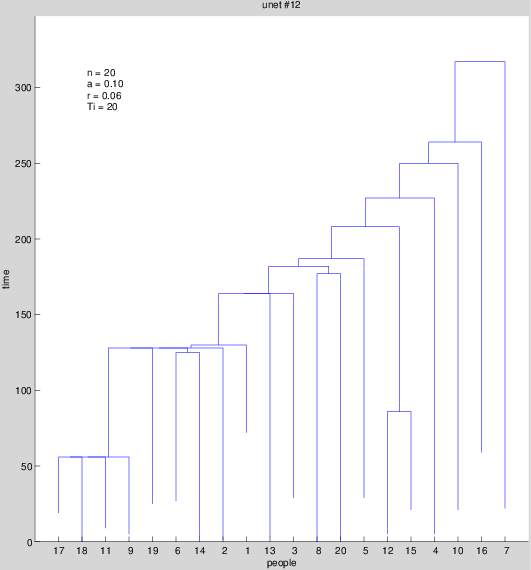 unet #12
n = 20
a = 0.10
r = 0.06
Ti = 20
300
250
200
150
100
50
0
time
17 18 11 9 19 6 14 2 1 13 3 8 20 5 12 15 4 10 16 7
people